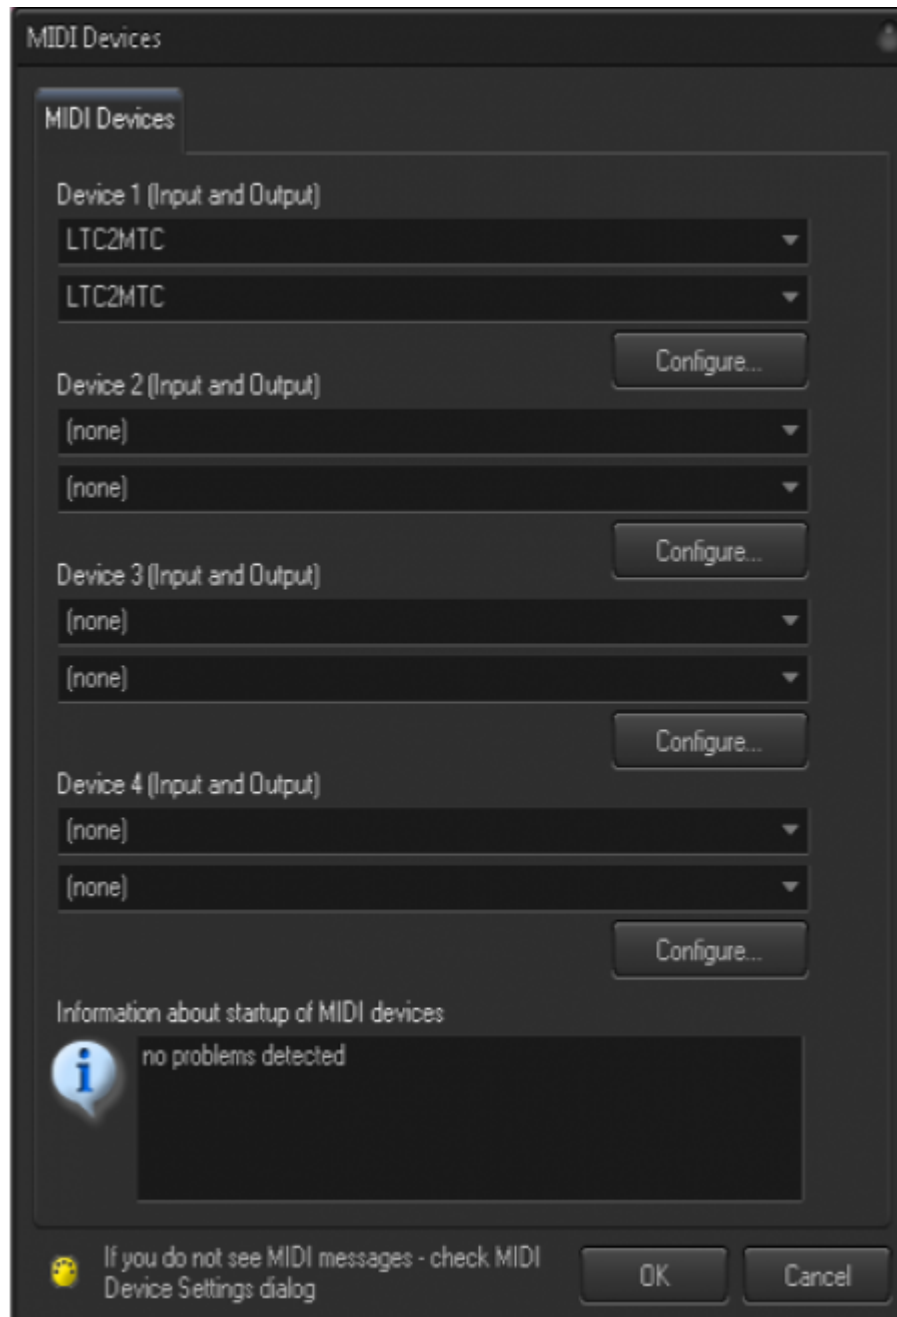 MIDI Devices
MIDI Devices
Device 1 (Input and Output)
LTC2MTC
LTC2MTC
Configure...
Device 2 (Input and Output)
(none)
(none)
Configure...
Device 3 (Input and Output)
(none)
(none)
Configure...
Device 4 (Input and Output)
(none)
(none)
Configure...
Information about startup of MIDI devices
no problems detected
If you do not see MIDI messages - check MIDI
Device Settings dialog
OK
Cancel